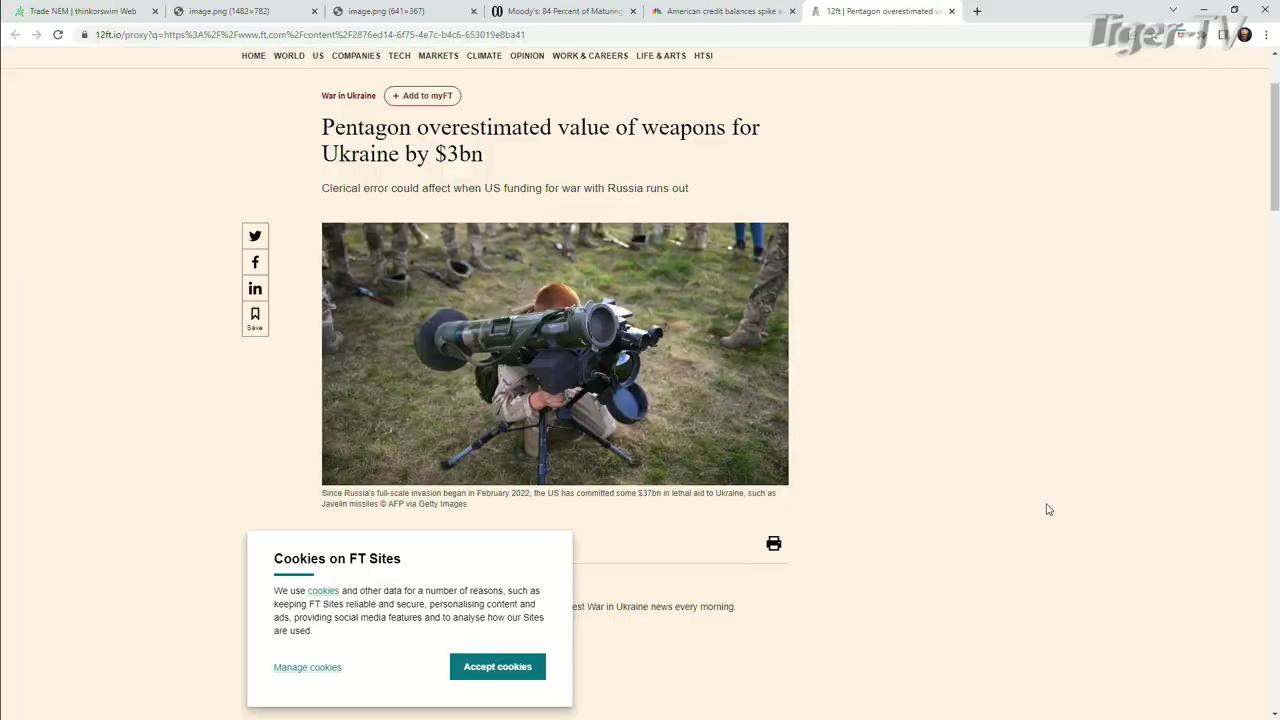 Trade NEM | thinkorswim Web
image.png (1482×782)
image.png (641×367)
Moody's: 84 Percent of Maturing
American credit balances spike
12ft | Pentagon overestimated va
Tiger TV
12ft.io/proxy?q=https%3A%2F%2Fwww.ft.com%2Fcontent%2F2876ed14-6f75-4e7c-b4c6-653019e8ba41
HOME WORLD US COMPANIES TECH MARKETS CLIMATE OPINION WORK & CAREERS LIFE & ARTS HTSI
War in Ukraine + Add to myFT
Pentagon overestimated value of weapons for
Ukraine by $3bn
Clerical error could affect when US funding for war with Russia runs out
Save
Since Russia's full-scale invasion began in February 2022, the US has committed some $37bn in lethal aid to Ukraine, such as
Javelin missiles © AFP via Getty Images
Cookies on FT Sites
We use cookies and other data for a number of reasons, such as
keeping FT Sites reliable and secure, personalising content and
ads, providing social media features and to analyse how our Sites
are used.
est War in Ukraine news every morning.
Manage cookies Accept cookies